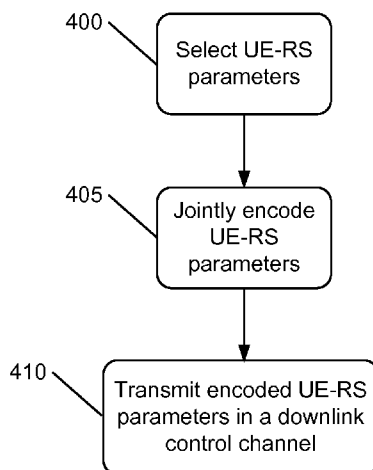 400
Select UE-RS
parameters
405
Jointly encode
UE-RS
parameters
410
Transmit encoded UE-RS
parameters in a downlink
control channel